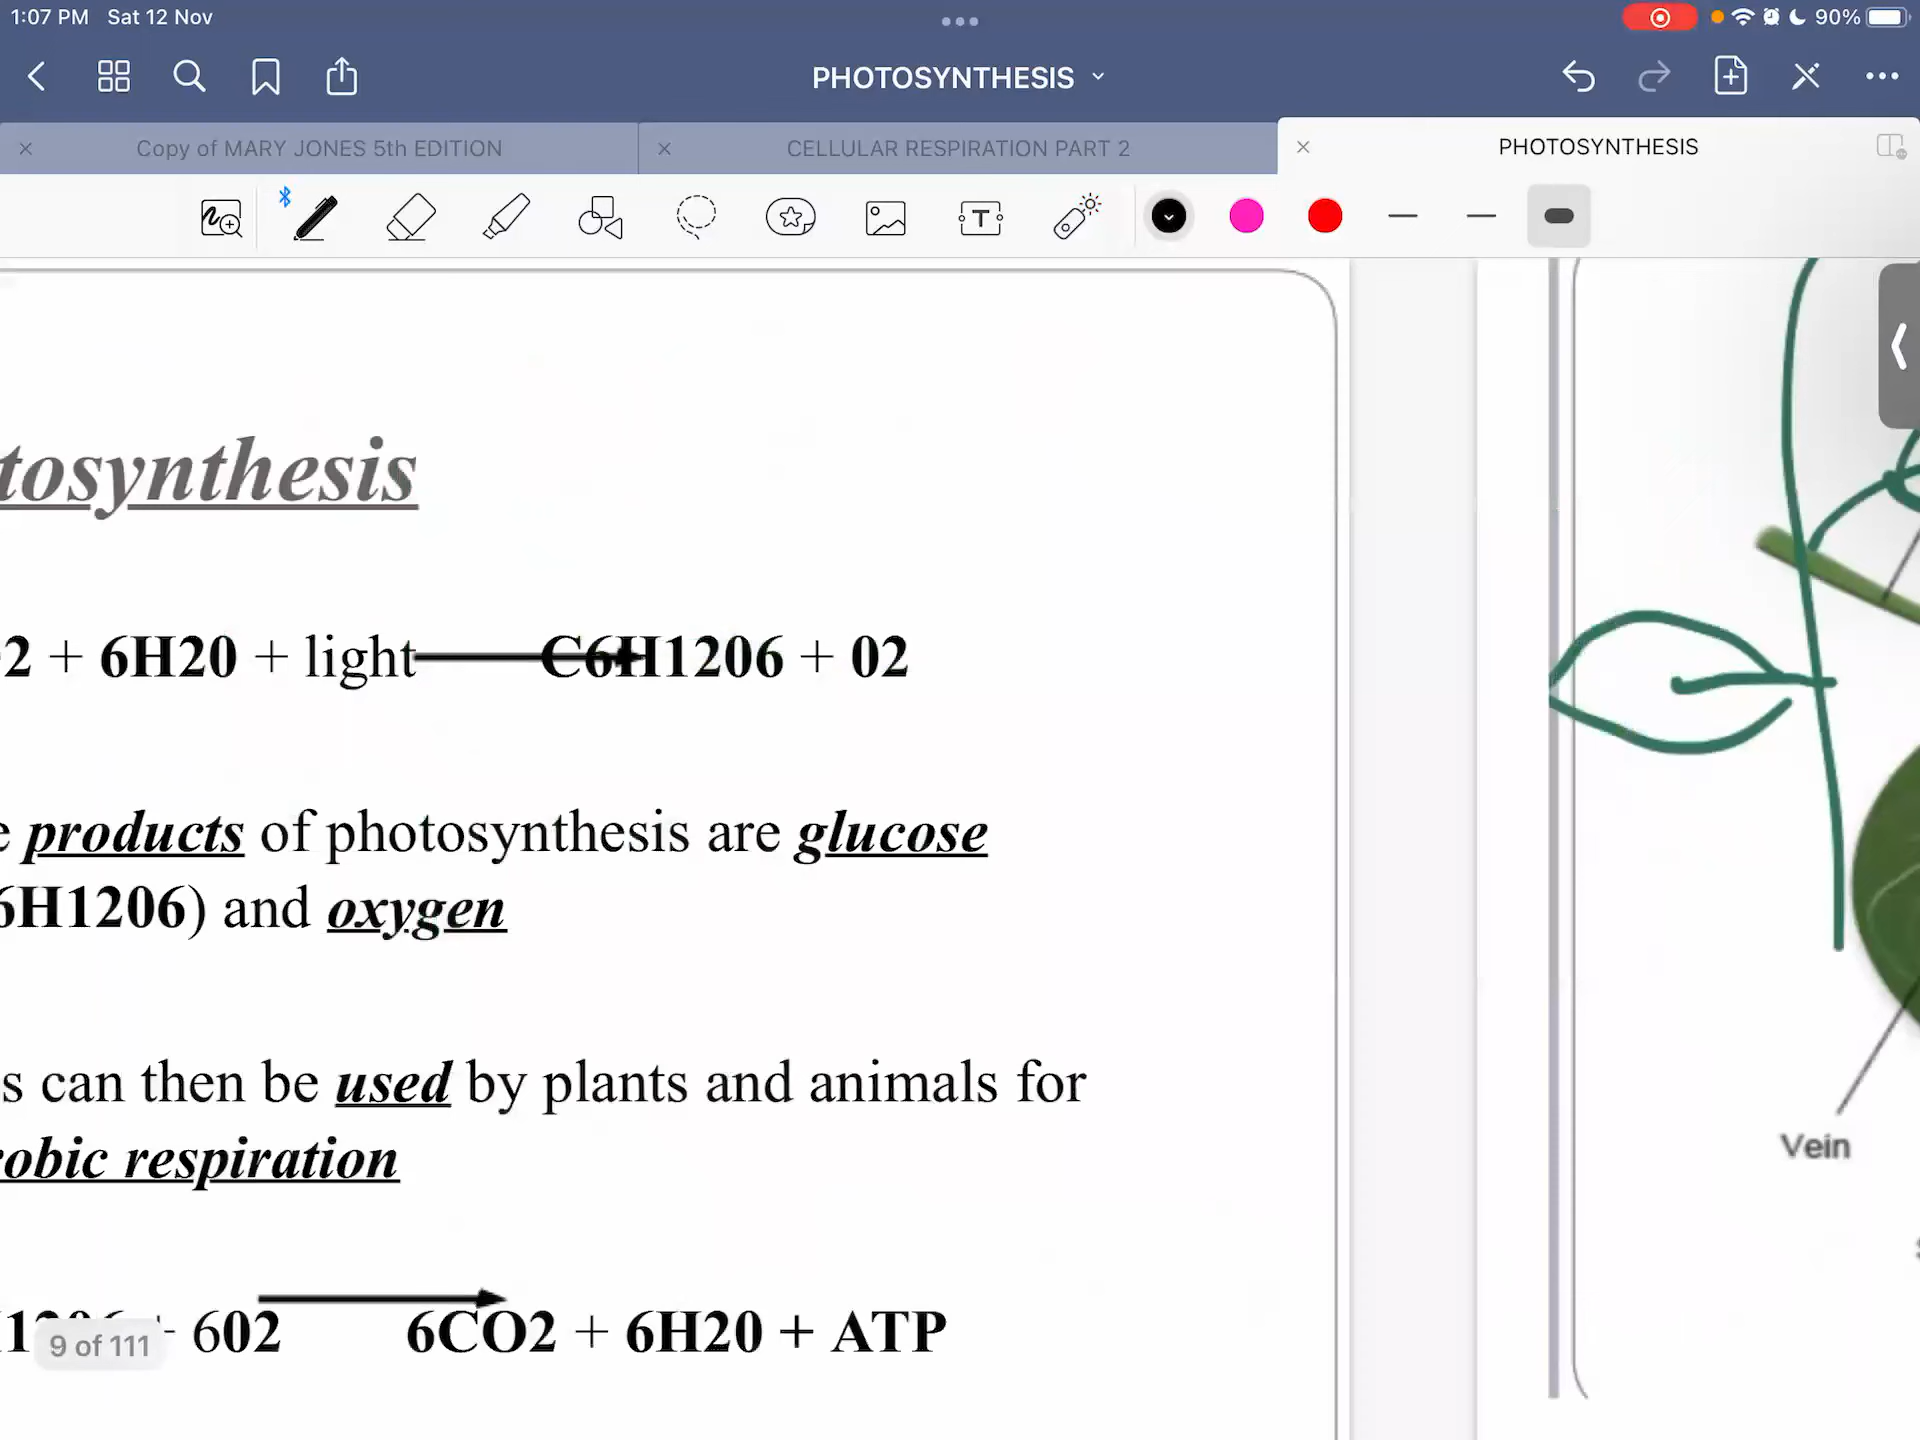 1:07 PM Sat 12 Nov
90%
PHOTOSYNTHESIS
Copy of MARY JONES 5th EDITION
CELLULAR RESPIRATION PART 2
PHOTOSYNTHESIS
T
tosynthesis
2 + 6H20 + light C6H1206 + 02
e products of photosynthesis are glucose
6H1206) and oxygen
s can then be used by plants and animals for
obic respiration
+ 602 6CO2 + 6H20 + ATP
9 of 111
Vein